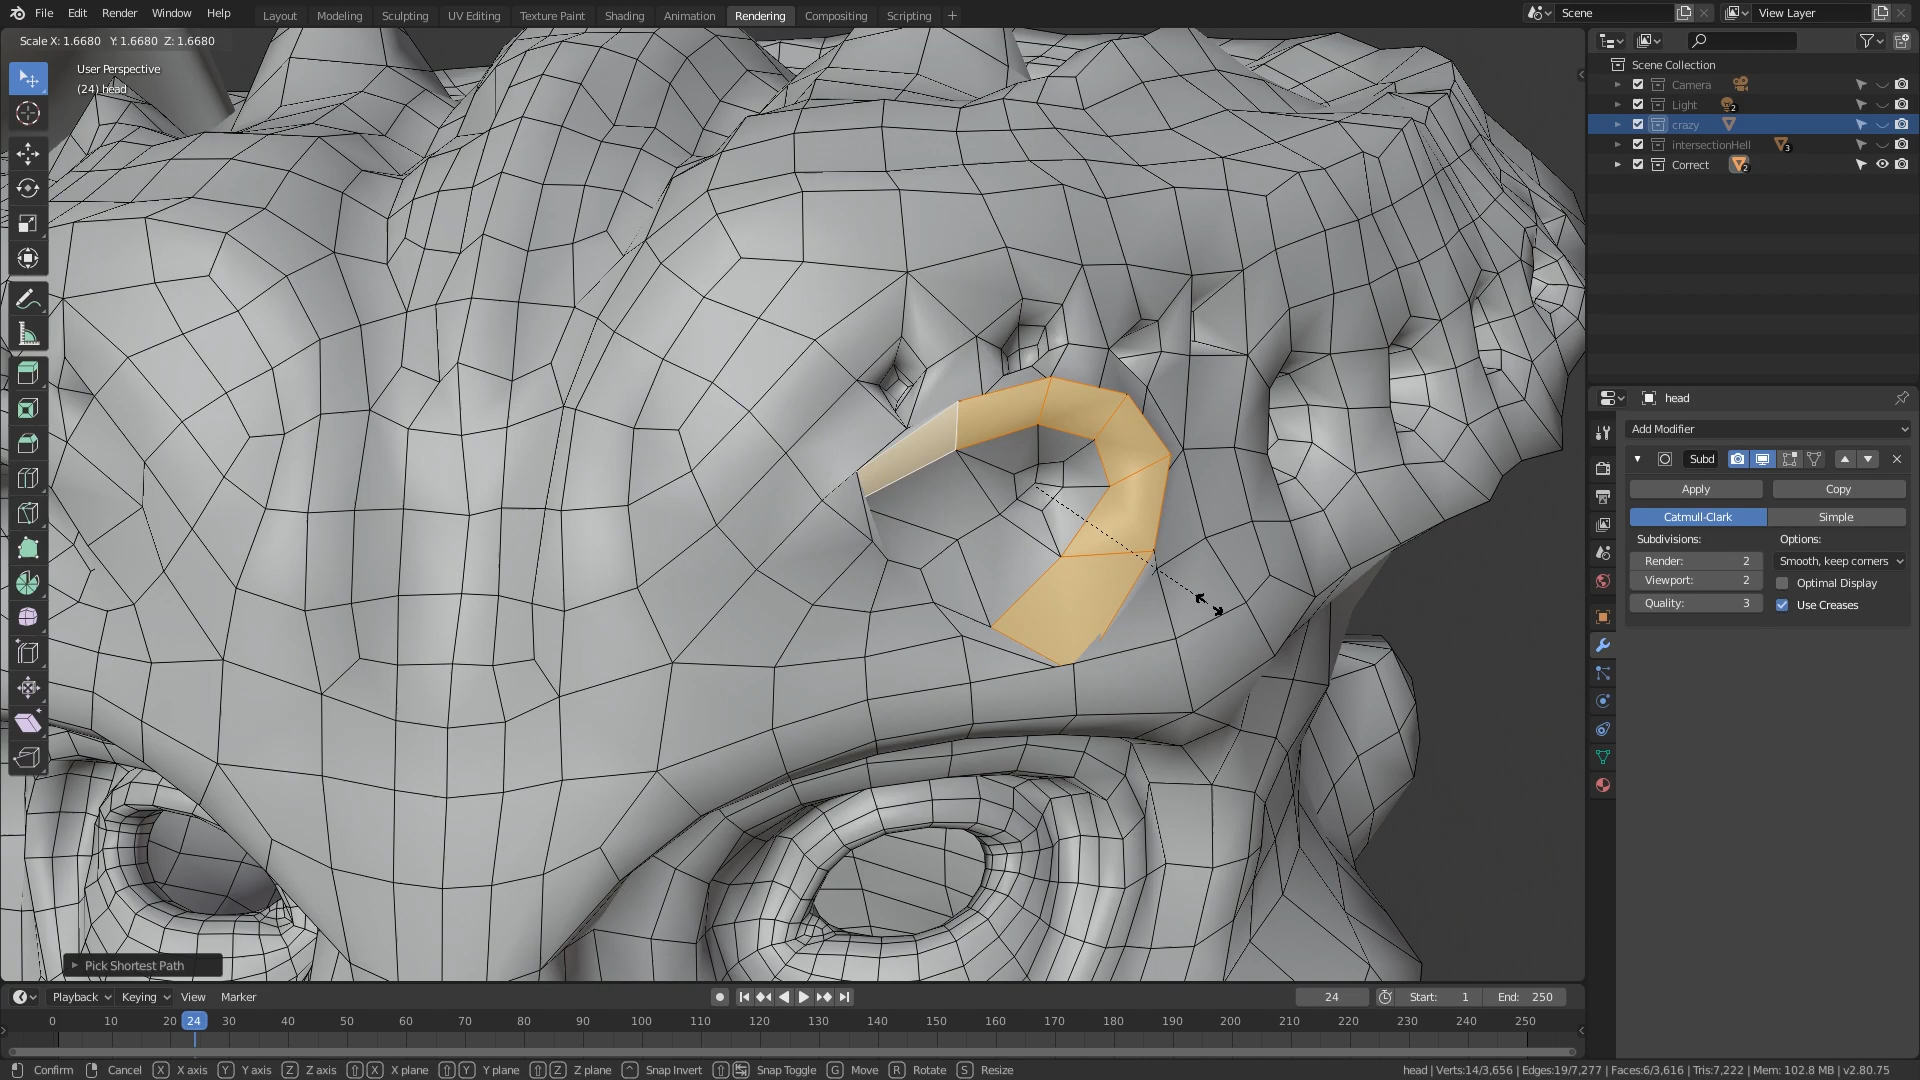 File Edit Render Window Help Layout Modeling Sculpting UV Editing Texture Paint Shading Animation Rendering Compositing Scripting + Scene View Layer
Scale X: 1.6680 Y: 1.6680 Z: 1.6680
User Perspective
(24) head
Scene Collection
Camera
Light 2
crazy
intersectionHell 3
Correct 2
head
Add Modifier
Subd
Apply Copy
Catmull-Clark Simple
Subdivisions: Options:
Render: 2 Smooth, keep corners
Viewport: 2 Optimal Display
Quality: 3 Use Creases
Pick Shortest Path
Playback Keying View Marker 24 Start: 1 End: 250
0 10 20 24 30 40 50 60 70 80 90 100 110 120 130 140 150 160 170 180 190 200 210 220 230 240 250
Confirm Cancel X X axis Y Y axis Z Z axis X X plane Y Y plane Z Z plane ^ Snap Invert Snap Toggle G Move R Rotate S Resize head | Verts:14/3,656 | Edges:19/7,277 | Faces:6/3,616 | Tris:7,222 | Mem: 102.8 MB | v2.80.75